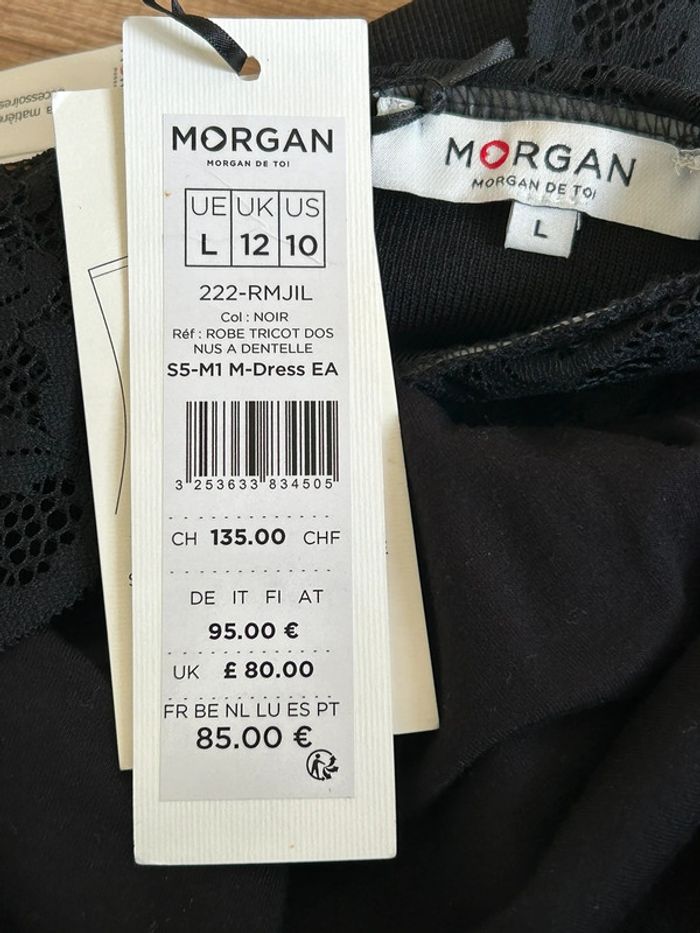 MORGAN
MORGAN DE TOI
UE UK US
L 12 10
222-RMJIL
Col : NOIR
Réf : ROBE TRICOT DOS
NUS A DENTELLE
S5-M1 M-Dress EA
3 253633 834505
CH 135.00 CHF
DE IT FI AT
95.00 €
UK £ 80.00
FR BE NL LU ES PT
85.00 €
MORGAN
MORGAN DE TOI
L